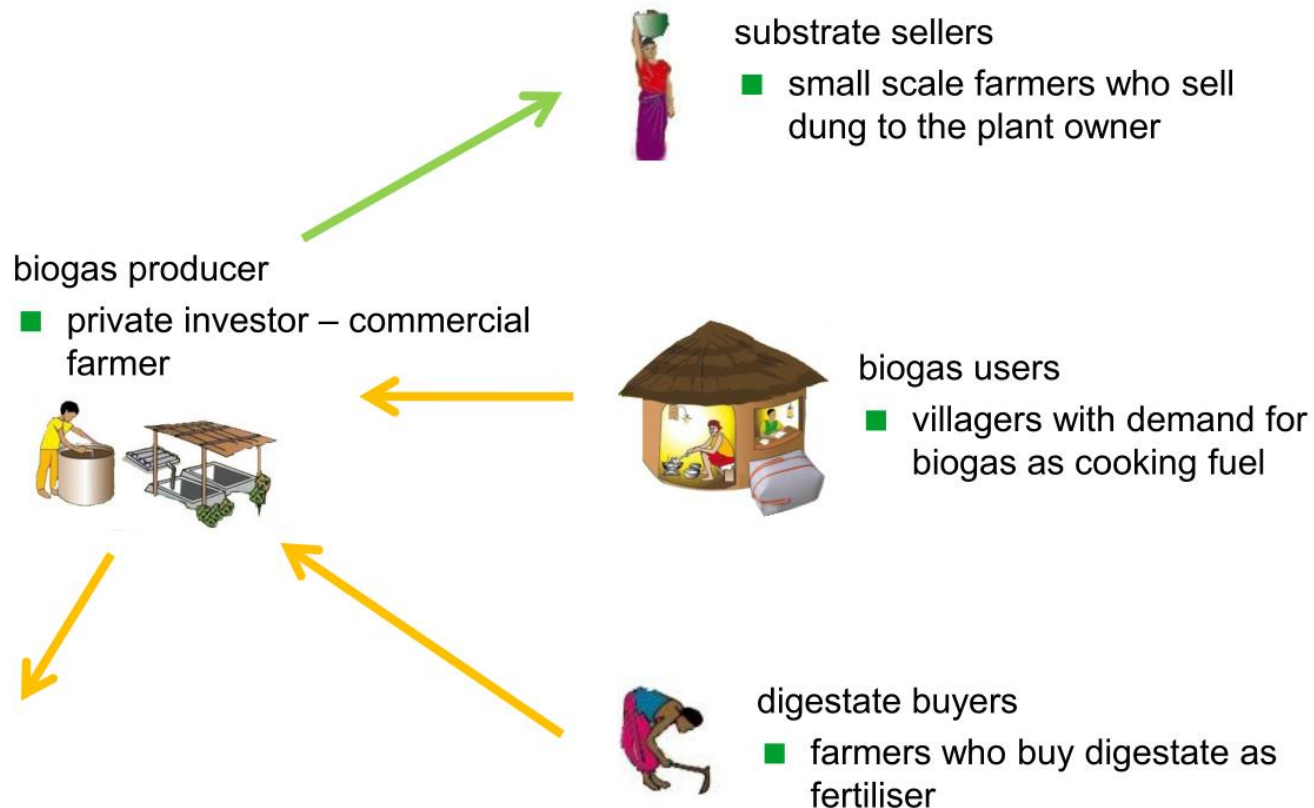 substrate sellers
small scale farmers who sell
dung to the plant owner
biogas producer
private investor – commercial
farmer
biogas users
villagers with demand for
biogas as cooking fuel
digestate buyers
farmers who buy digestate as
fertiliser